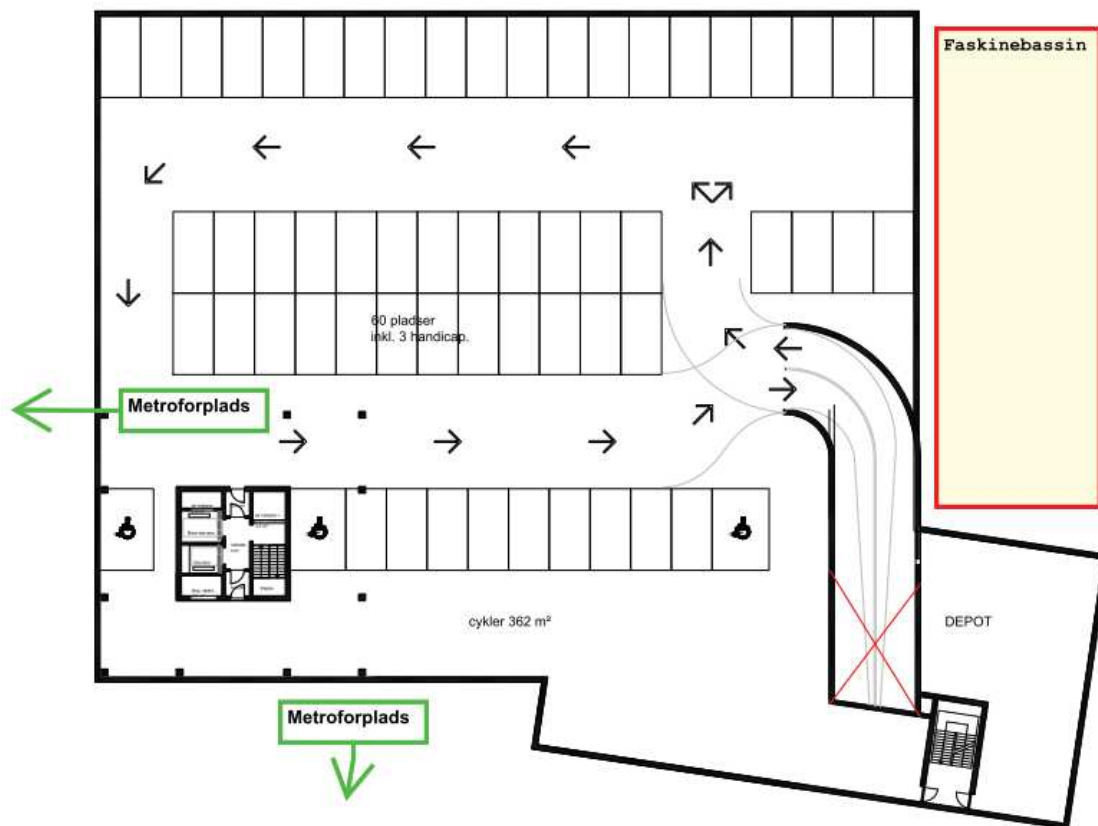 Faskinebassin
60 pladser
inkl. 3 handicap.
Metroforplads
cykler 362 m²
DEPOT
Metroforplads